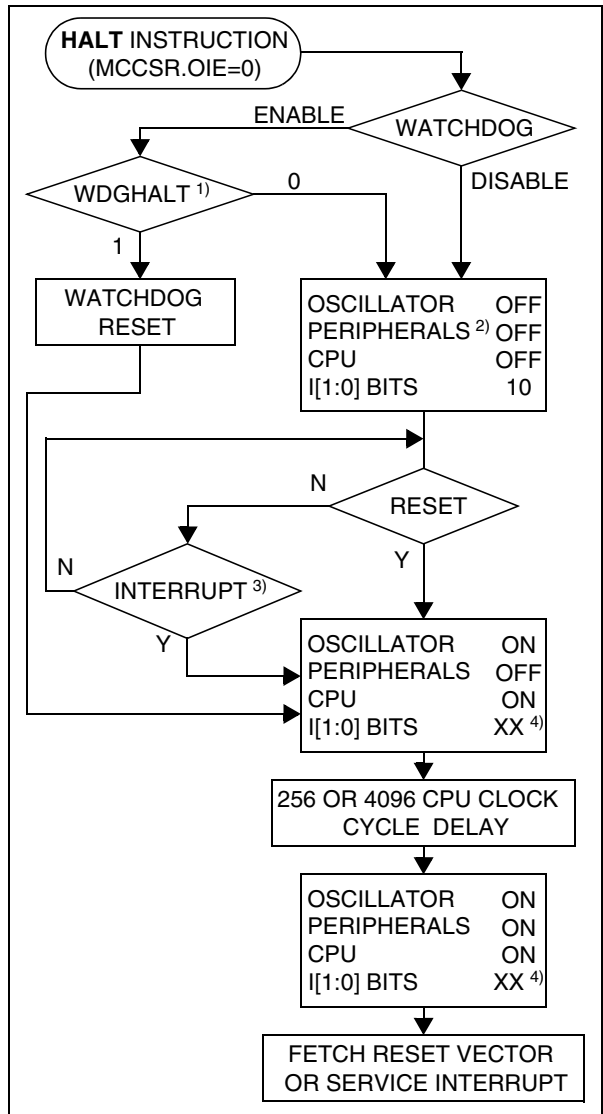 HALT INSTRUCTION
(MCCSR.OIE=0)
ENABLE
WATCHDOG
WDGHALT 1)
0
DISABLE
1
WATCHDOG
RESET
OSCILLATOR OFF
PERIPHERALS 2) OFF
CPU OFF
I[1:0] BITS 10
N
RESET
N
INTERRUPT 3)
Y
Y
OSCILLATOR ON
PERIPHERALS OFF
CPU ON
I[1:0] BITS XX 4)
256 OR 4096 CPU CLOCK
CYCLE DELAY
OSCILLATOR ON
PERIPHERALS ON
CPU ON
I[1:0] BITS XX 4)
FETCH RESET VECTOR
OR SERVICE INTERRUPT